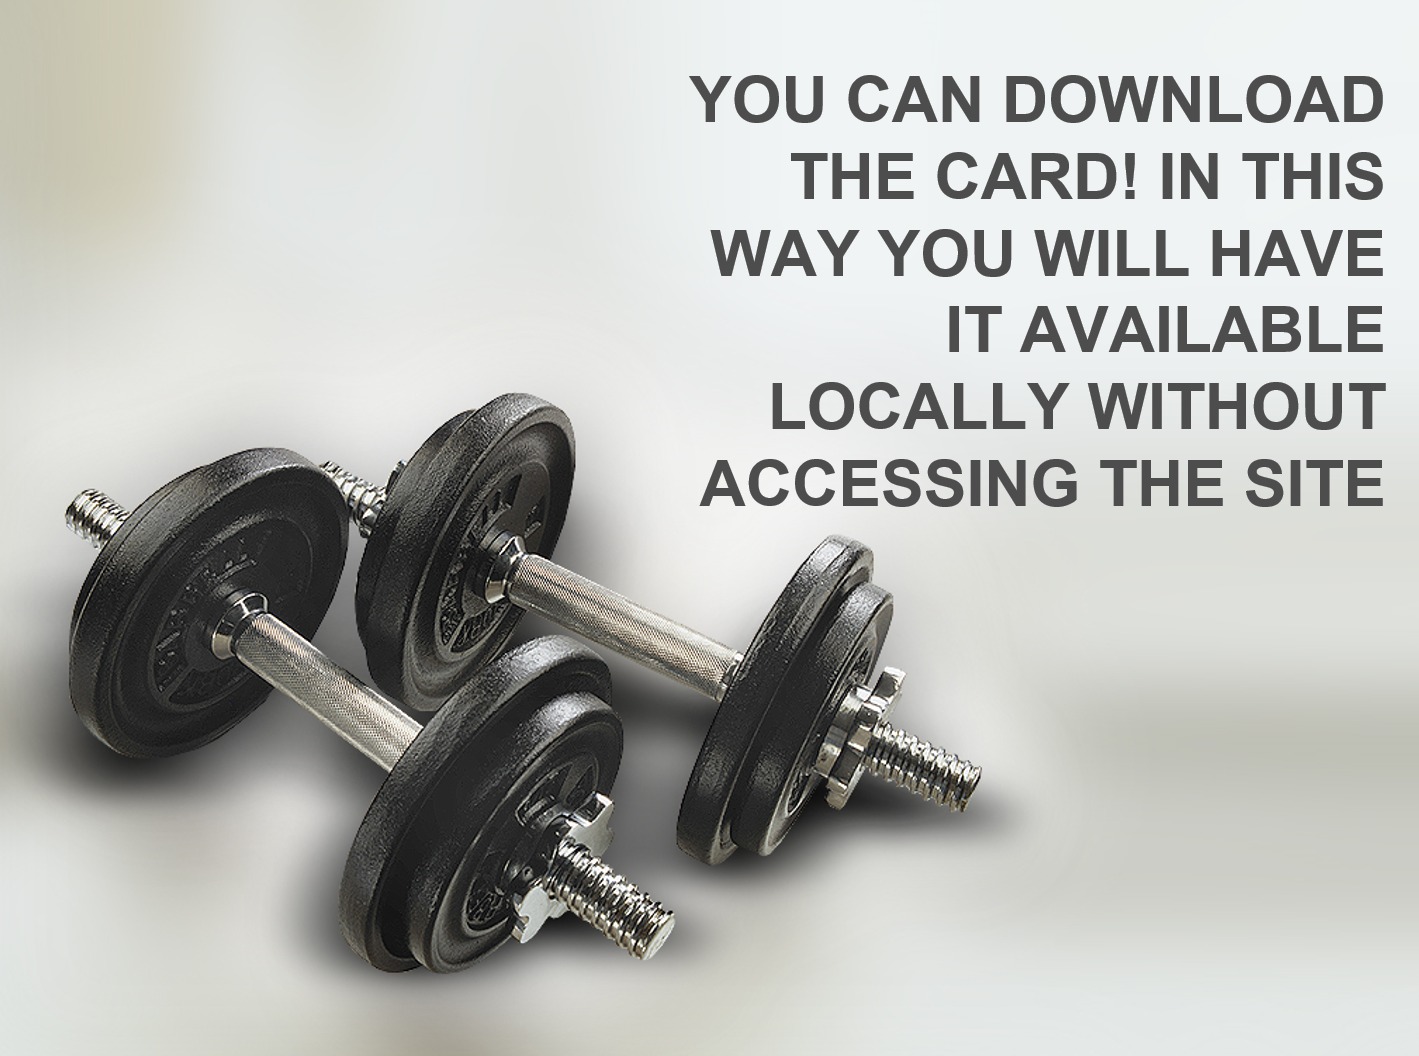 YOU CAN DOWNLOAD
THE CARD! IN THIS
WAY YOU WILL HAVE
IT AVAILABLE
LOCALLY WITHOUT
ACCESSING THE SITE